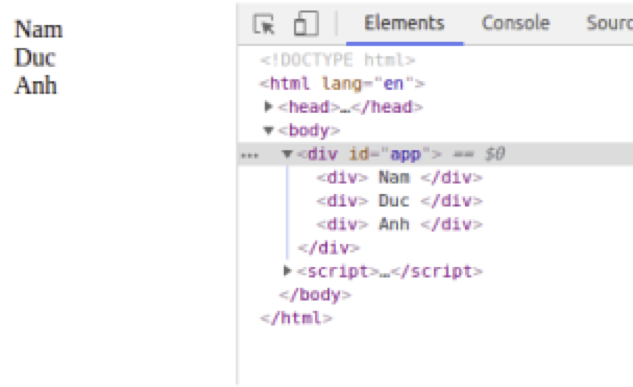 Nam
Duc
Anh
Elements Console Sourc
<!DOCTYPE html>
<html lang="en">
<head>…</head>
<body>
… <div id="app"> == $0
<div> Nam </div>
<div> Duc </div>
<div> Anh </div>
</div>
<script>…</script>
</body>
</html>